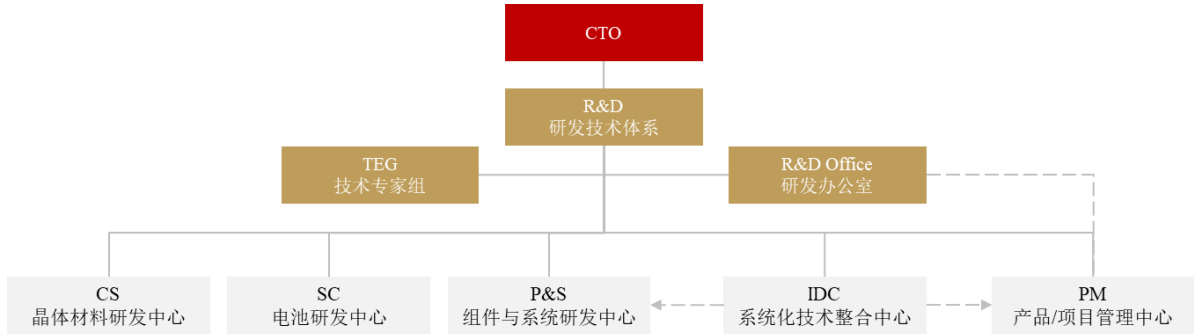 CTO
R&D
研发技术体系
TEG
技术专家组
R&D Office
研发办公室
CS
晶体材料研发中心
SC
电池研发中心
P&S
组件与系统研发中心
IDC
系统化技术整合中心
PM
产品/项目管理中心